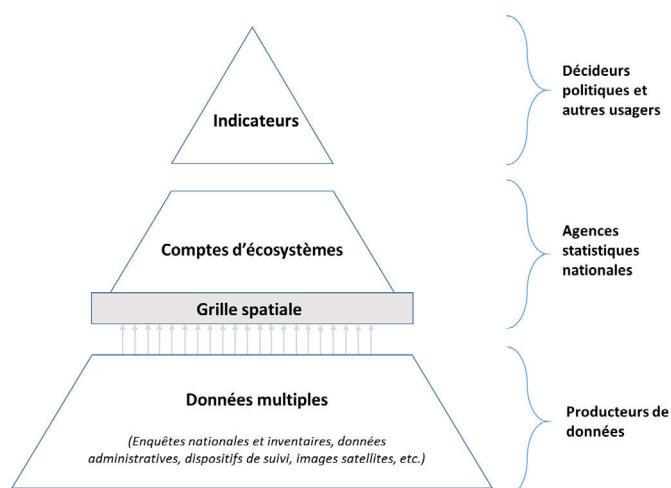 Indicateurs
Décideurs
politiques et
autres usagers
Comptes d'écosystèmes
Grille spatiale
Agences
statistiques
nationales
Données multiples
(Enquêtes nationales et inventaires, données
administratives, dispositifs de suivi, images satellites, etc.)
Producteurs de
données